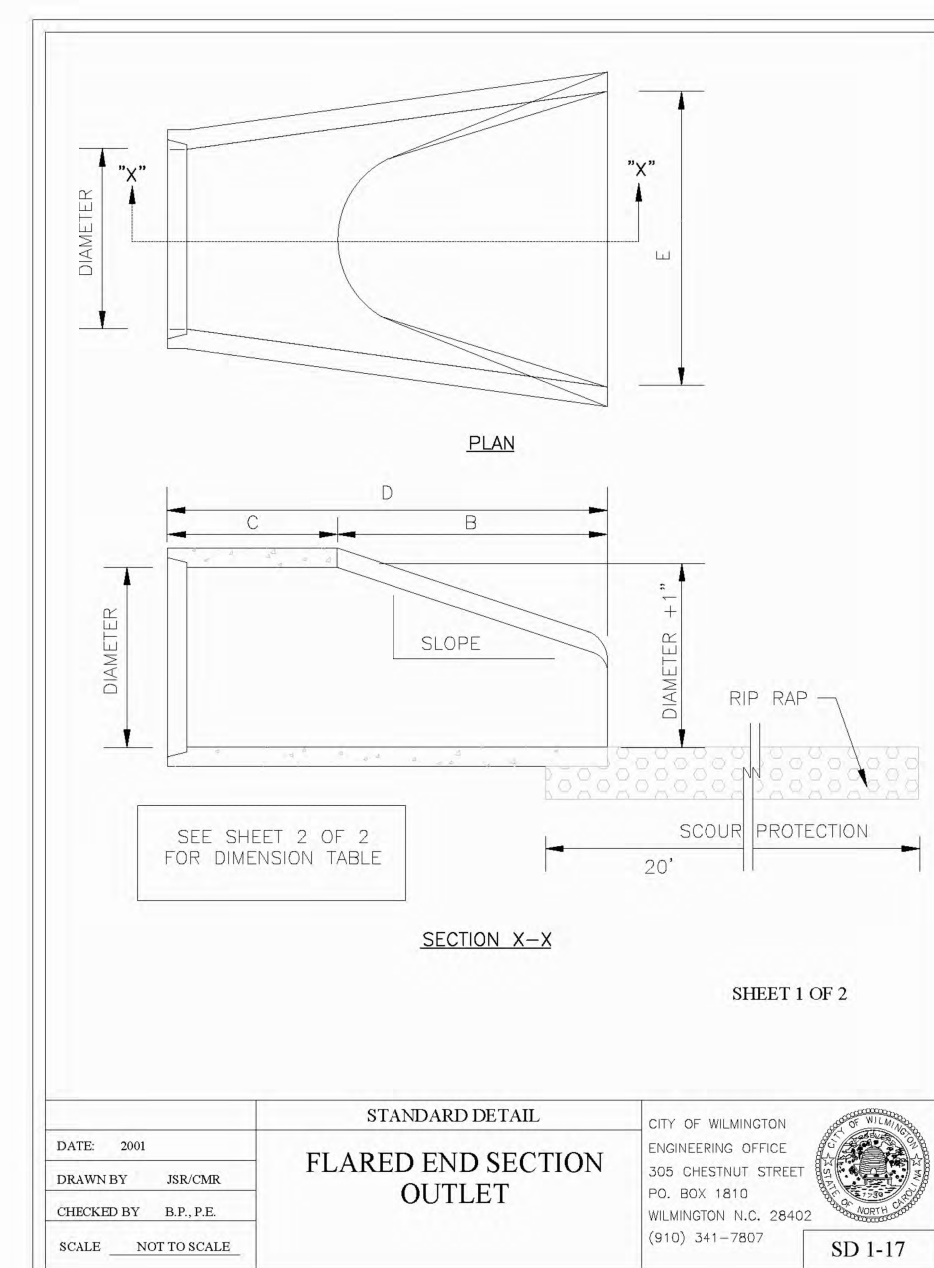 DIAMETER
"X"
"X"
E
PLAN
D
C
B
DIAMETER
SLOPE
DIAMETER +1"
RIP RAP
SCOUR PROTECTION
20'
SEE SHEET 2 OF 2
FOR DIMENSION TABLE
SECTION X-X
SHEET 1 OF 2
DATE: 2001
DRAWN BY JSR/CMR
CHECKED BY B.P., P.E.
SCALE NOT TO SCALE
STANDARD DETAIL
FLARED END SECTION
OUTLET
CITY OF WILMINGTON
ENGINEERING OFFICE
305 CHESTNUT STREET
PO. BOX 1810
WILMINGTON N.C. 28402
(910) 341-7807
CITY OF WILMINGTON
STATE OF NORTH CAROLINA
1739
SD 1-17